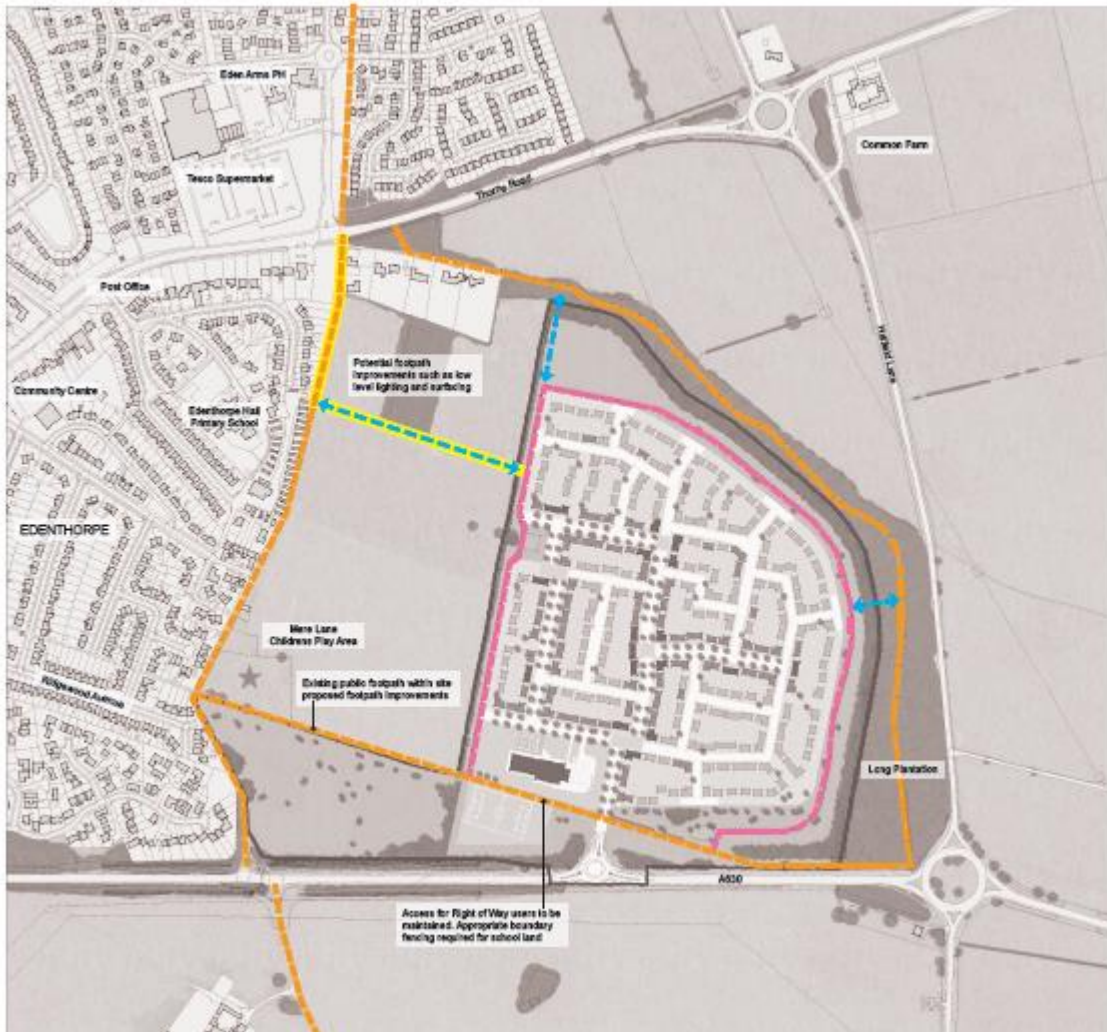 Eden Arms PH
Common Farm
Tesco Supermarket
Thorne Road
Post Office
Hatfield Lane
Potential footpath
improvements such as low
level lighting and surfacing
Community Centre
Edenthorpe Hall
Primary School
EDENTHORPE
Mere Lane
Childrens Play Area
Existing public footpath within site
proposed footpath improvements
Ridgewood Avenue
Long Plantation
A630
Access for Right of Way users to be
maintained. Appropriate boundary
fencing required for school land